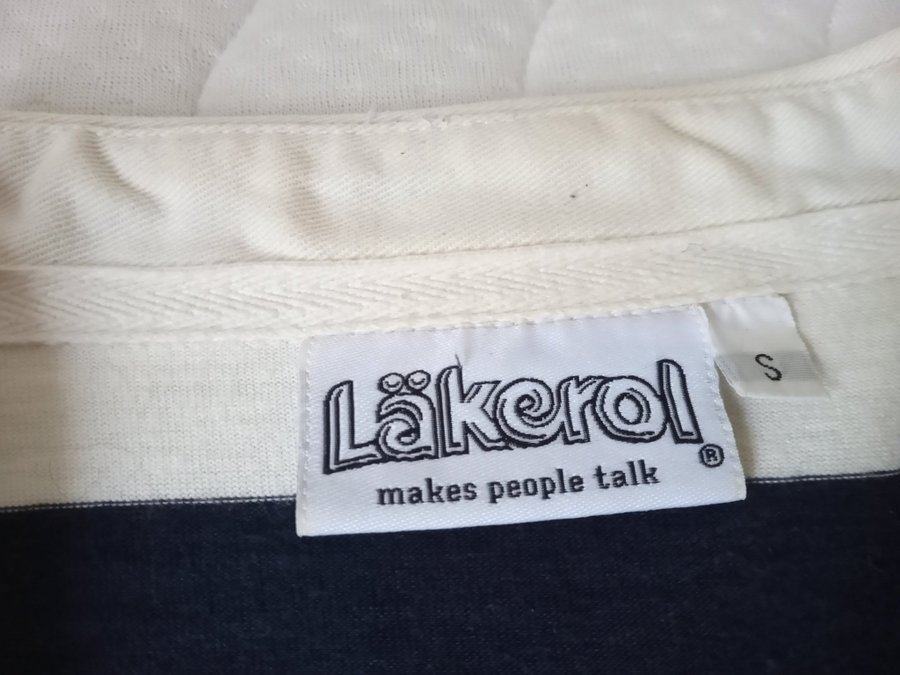 Läkerol®
makes people talk
S